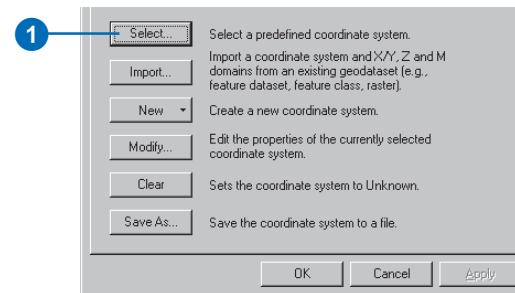 1
Select...
Select a predefined coordinate system.
Import...
Import a coordinate system and X/Y, Z and M
domains from an existing geodataset (e.g.,
feature dataset, feature class, raster).
New
Create a new coordinate system.
Modify...
Edit the properties of the currently selected
coordinate system.
Clear
Sets the coordinate system to Unknown.
Save As...
Save the coordinate system to a file.
OK
Cancel
Apply